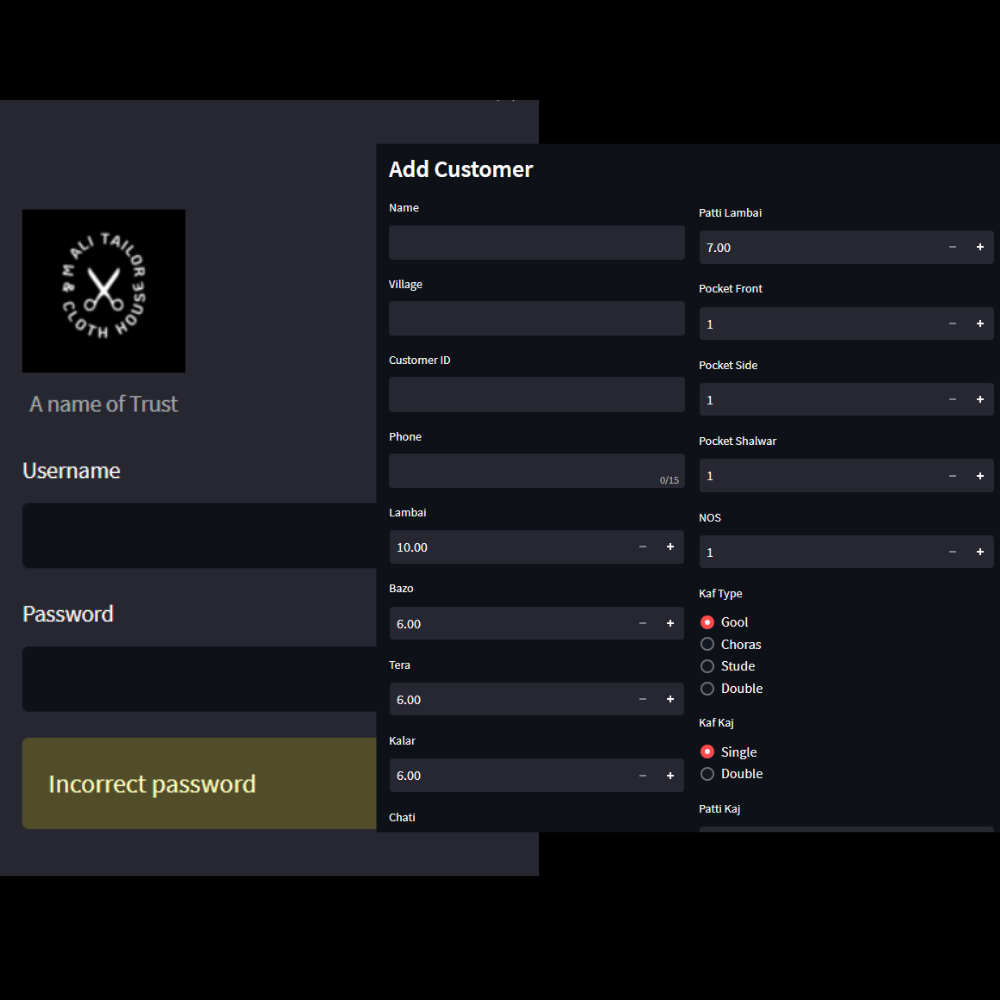 M ALI TAILOR
& CLOTH HOUSE
A name of Trust
Username
Password
Incorrect password
Add Customer
Name
Village
Customer ID
Phone
0/15
Lambai
10.00
Bazo
6.00
Tera
6.00
Kalar
6.00
Chati
Patti Lambai
7.00
Pocket Front
1
Pocket Side
1
Pocket Shalwar
1
NOS
1
Kaf Type
Gool
Choras
Stude
Double
Kaf Kaj
Single
Double
Patti Kaj